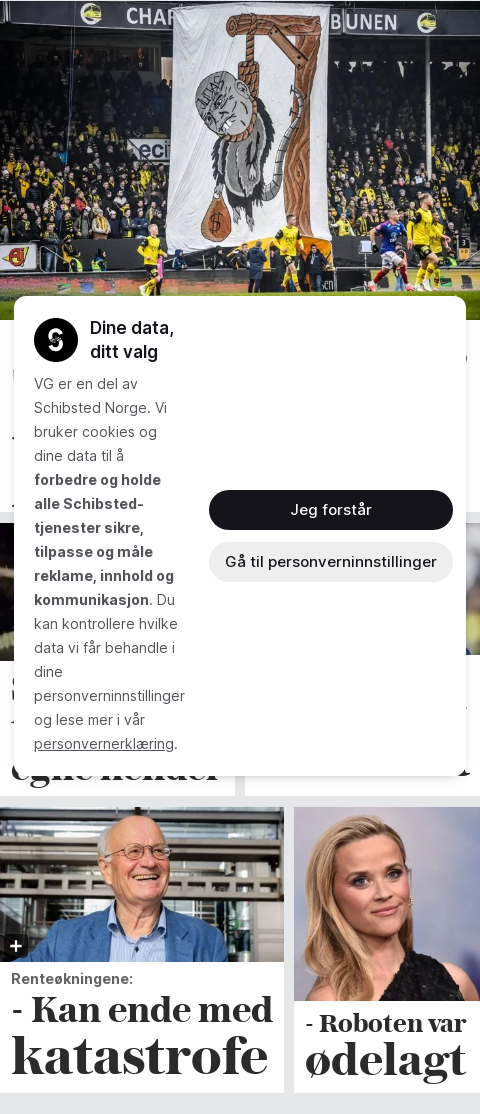 Dine data,
ditt valg
VG er en del av
Schibsted Norge. Vi
bruker cookies og
dine data til å
forbedre og holde
alle Schibsted-
tjenester sikre,
tilpasse og måle
reklame, innhold og
kommunikasjon. Du
kan kontrollere hvilke
data vi får behandle i
dine
personverninnstillinger
og lese mer i vår
personvernerklæring.
Jeg forstår
Gå til personverninnstillinger
egne hender
Renteøkningene:
- Kan ende med
katastrofe
- Roboten var
ødelagt